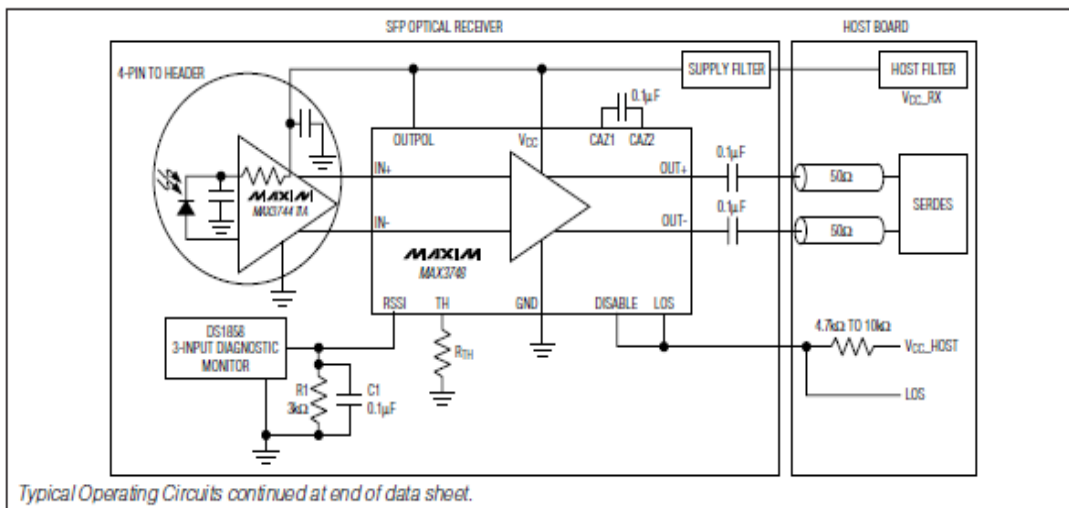 SFP OPTICAL RECEIVER
HOST BOARD
4-PIN TO HEADER
SUPPLY FILTER
HOST FILTER
VCC_RX
0.1µF
OUTPOL
VCC
CAZ1
CAZ2
IN+
OUT+
0.1µF
50Ω
MAXIM
MAX3744 TIA
SERDES
IN-
OUT-
0.1µF
50Ω
MAXIM
MAX3748
RSSI
TH
GND
DISABLE
LOS
DS1858
3-INPUT DIAGNOSTIC
MONITOR
RTH
4.7kΩ TO 10kΩ
VCC_HOST
R1
3kΩ
C1
0.1µF
LOS
Typical Operating Circuits continued at end of data sheet.